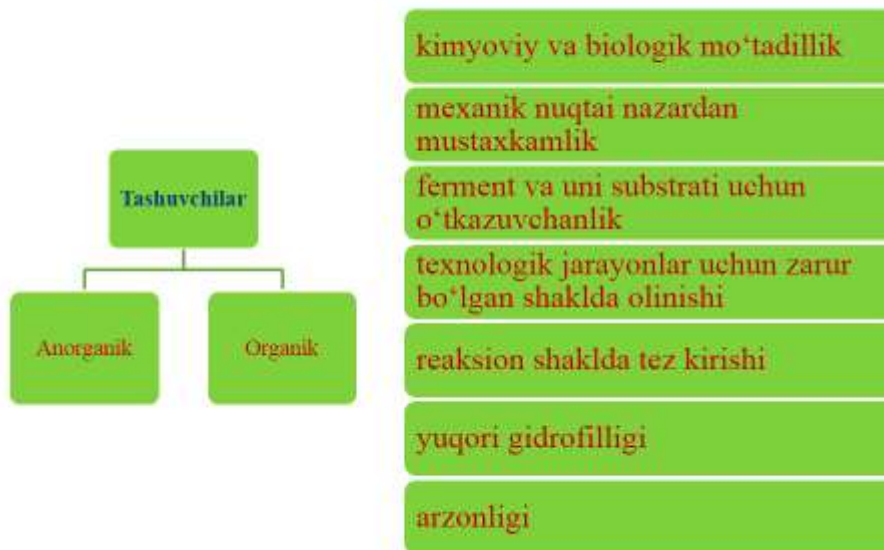 Tashuvchilar
Anorganik
Organik
kimyoviy va biologik mo‘tadillik
mexanik nuqtai nazardan
mustaxkamlik
ferment va uni substrati uchun
o‘tkazuvchanlik
texnologik jarayonlar uchun zarur
bo‘lgan shaklda olinishi
reaksion shaklda tez kirishi
yuqori gidrofilligi
arzonligi